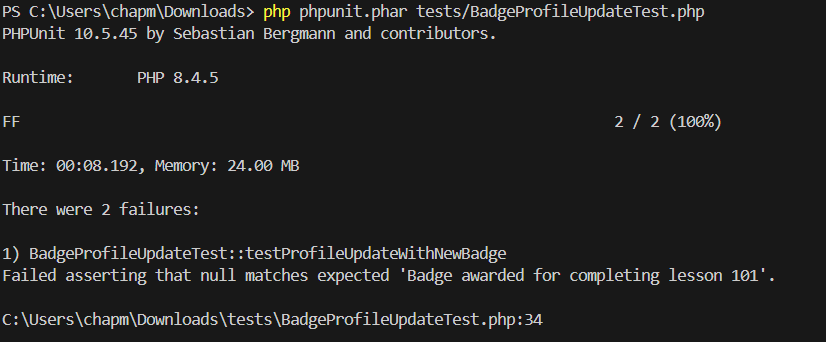 PS C:\Users\chapm\Downloads> php phpunit.phar tests/BadgeProfileUpdateTest.php
PHPUnit 10.5.45 by Sebastian Bergmann and contributors.
Runtime:       PHP 8.4.5
FF                                                                  2 / 2 (100%)
Time: 00:08.192, Memory: 24.00 MB
There were 2 failures:
1) BadgeProfileUpdateTest::testProfileUpdateWithNewBadge
Failed asserting that null matches expected 'Badge awarded for completing lesson 101'.
C:\Users\chapm\Downloads\tests\BadgeProfileUpdateTest.php:34